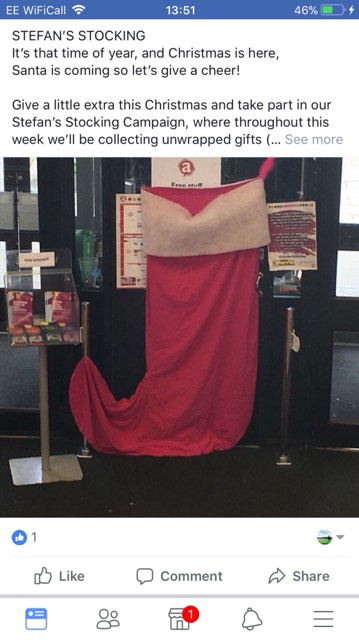 EE WiFiCall 13:51 46%
STEFAN'S STOCKING
It's that time of year, and Christmas is here,
Santa is coming so let's give a cheer!
Give a little extra this Christmas and take part in our
Stefan's Stocking Campaign, where throughout this
week we'll be collecting unwrapped gifts (... See more
a
Free stuff
1
Like Comment Share
1